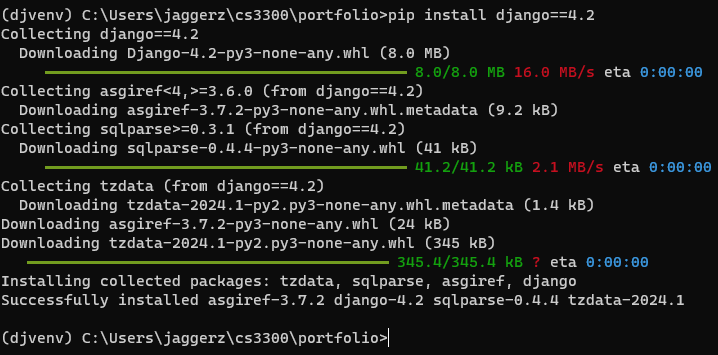 (djvenv) C:\Users\jaggerz\cs3300\portfolio>pip install django==4.2
Collecting django==4.2
  Downloading Django-4.2-py3-none-any.whl (8.0 MB)
     8.0/8.0 MB 16.0 MB/s eta 0:00:00
Collecting asgiref<4,>=3.6.0 (from django==4.2)
  Downloading asgiref-3.7.2-py3-none-any.whl.metadata (9.2 kB)
Collecting sqlparse>=0.3.1 (from django==4.2)
  Downloading sqlparse-0.4.4-py3-none-any.whl (41 kB)
     41.2/41.2 kB 2.1 MB/s eta 0:00:00
Collecting tzdata (from django==4.2)
  Downloading tzdata-2024.1-py2.py3-none-any.whl.metadata (1.4 kB)
Downloading asgiref-3.7.2-py3-none-any.whl (24 kB)
Downloading tzdata-2024.1-py2.py3-none-any.whl (345 kB)
   345.4/345.4 kB ? eta 0:00:00
Installing collected packages: tzdata, sqlparse, asgiref, django
Successfully installed asgiref-3.7.2 django-4.2 sqlparse-0.4.4 tzdata-2024.1
(djvenv) C:\Users\jaggerz\cs3300\portfolio>